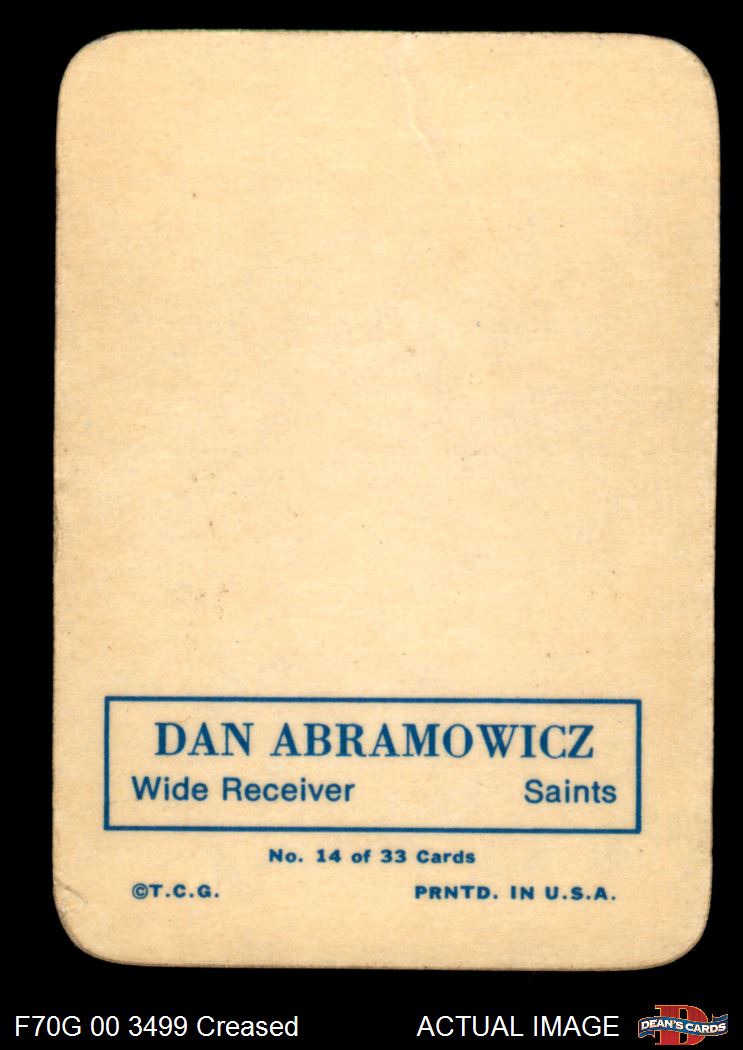 DAN ABRAMOWICZ
Wide Receiver Saints
No. 14 of 33 Cards
©T.C.G. PRNTD. IN U.S.A.
F70G 00 3499 Creased ACTUAL IMAGE DEAN'S CARDS